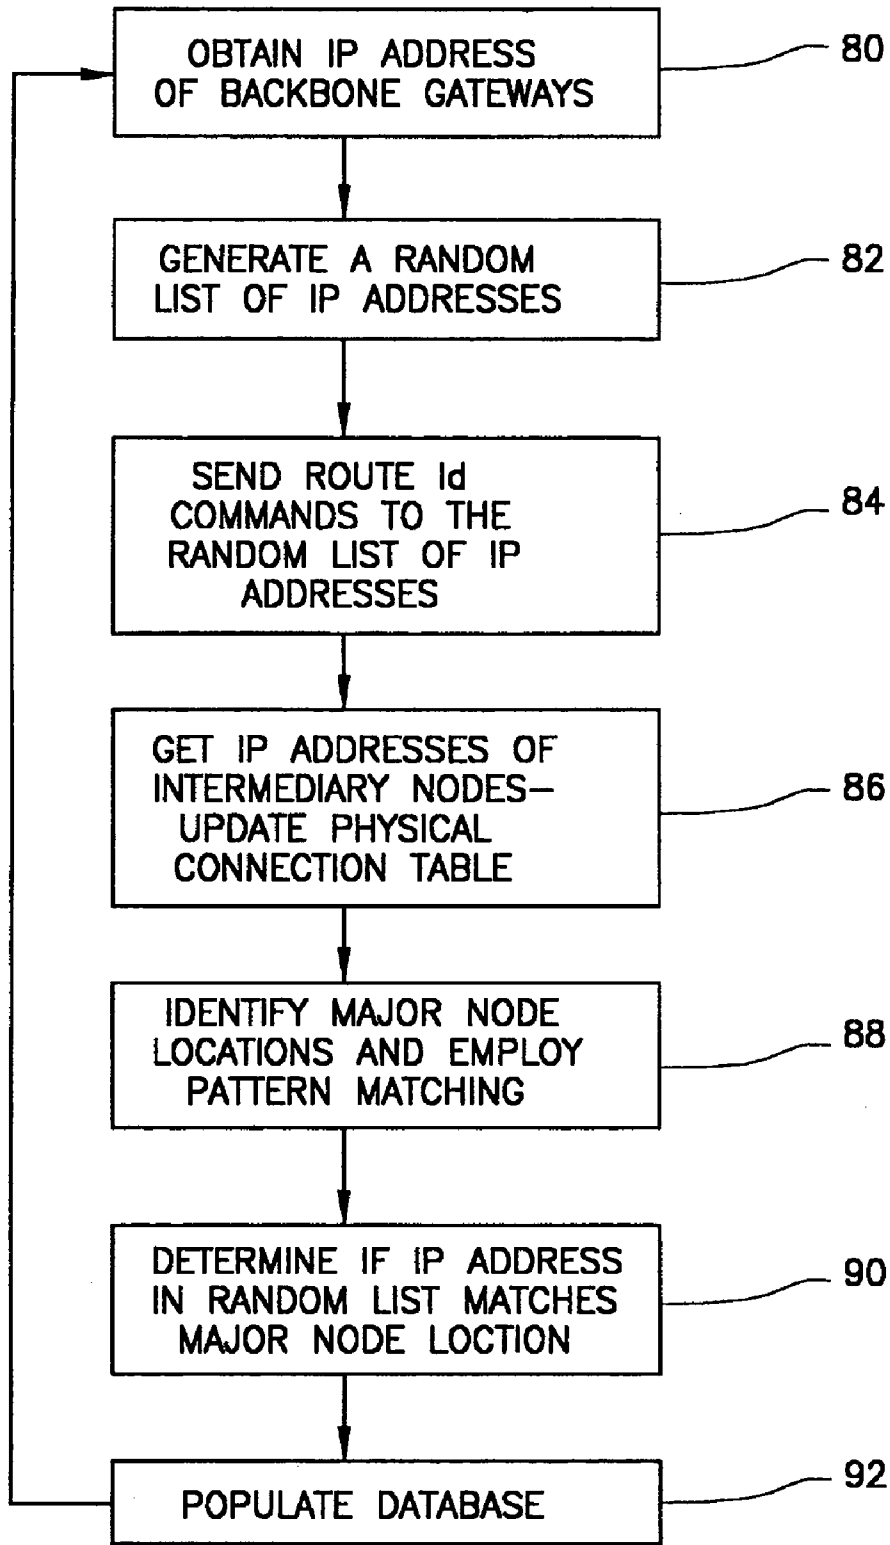 OBTAIN IP ADDRESS
OF BACKBONE GATEWAYS
80
GENERATE A RANDOM
LIST OF IP ADDRESSES
82
SEND ROUTE Id
COMMANDS TO THE
RANDOM LIST OF IP
ADDRESSES
84
GET IP ADDRESSES OF
INTERMEDIARY NODES–
UPDATE PHYSICAL
CONNECTION TABLE
86
IDENTIFY MAJOR NODE
LOCATIONS AND EMPLOY
PATTERN MATCHING
88
DETERMINE IF IP ADDRESS
IN RANDOM LIST MATCHES
MAJOR NODE LOCTION
90
POPULATE DATABASE
92